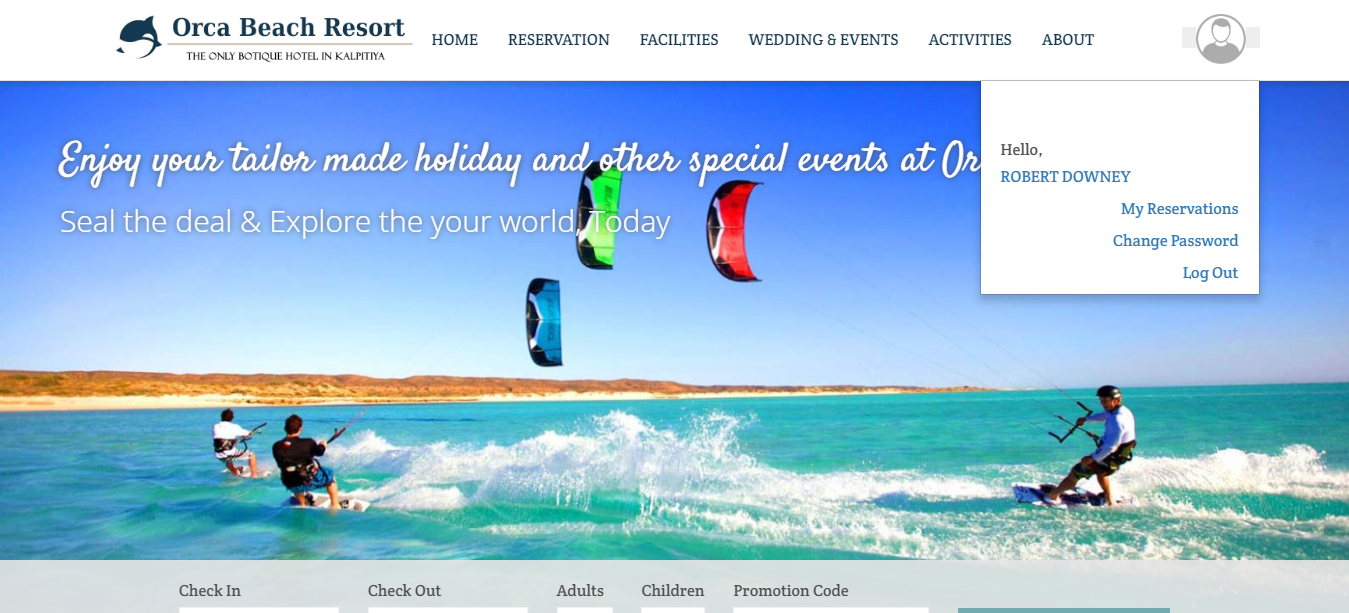 Orca Beach Resort
THE ONLY BOTIQUE HOTEL IN KALPITIYA
HOME RESERVATION FACILITIES WEDDING & EVENTS ACTIVITIES ABOUT
Enjoy your tailor made holiday and other special events at Or
Seal the deal & Explore the your world, Today
Hello,
ROBERT DOWNEY
My Reservations
Change Password
Log Out
Check In Check Out Adults Children Promotion Code